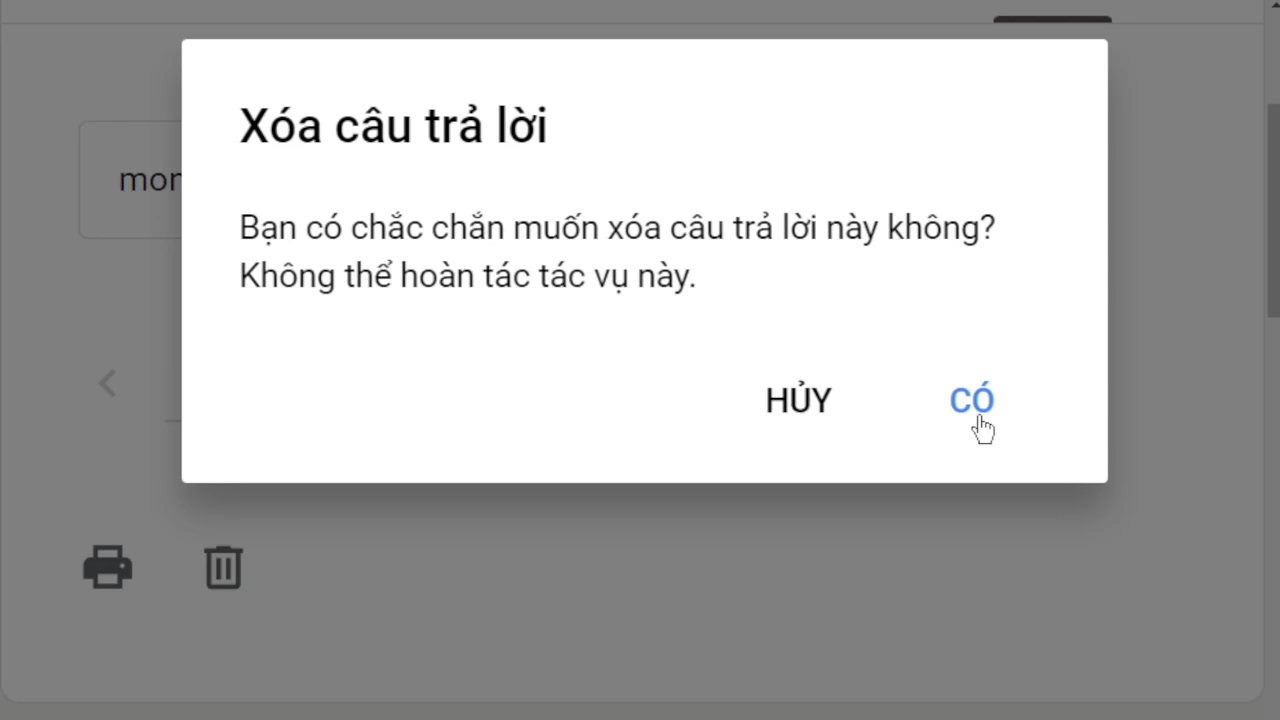 Xóa câu trả lời
Bạn có chắc chắn muốn xóa câu trả lời này không?
Không thể hoàn tác tác vụ này.
HỦY
CÓ